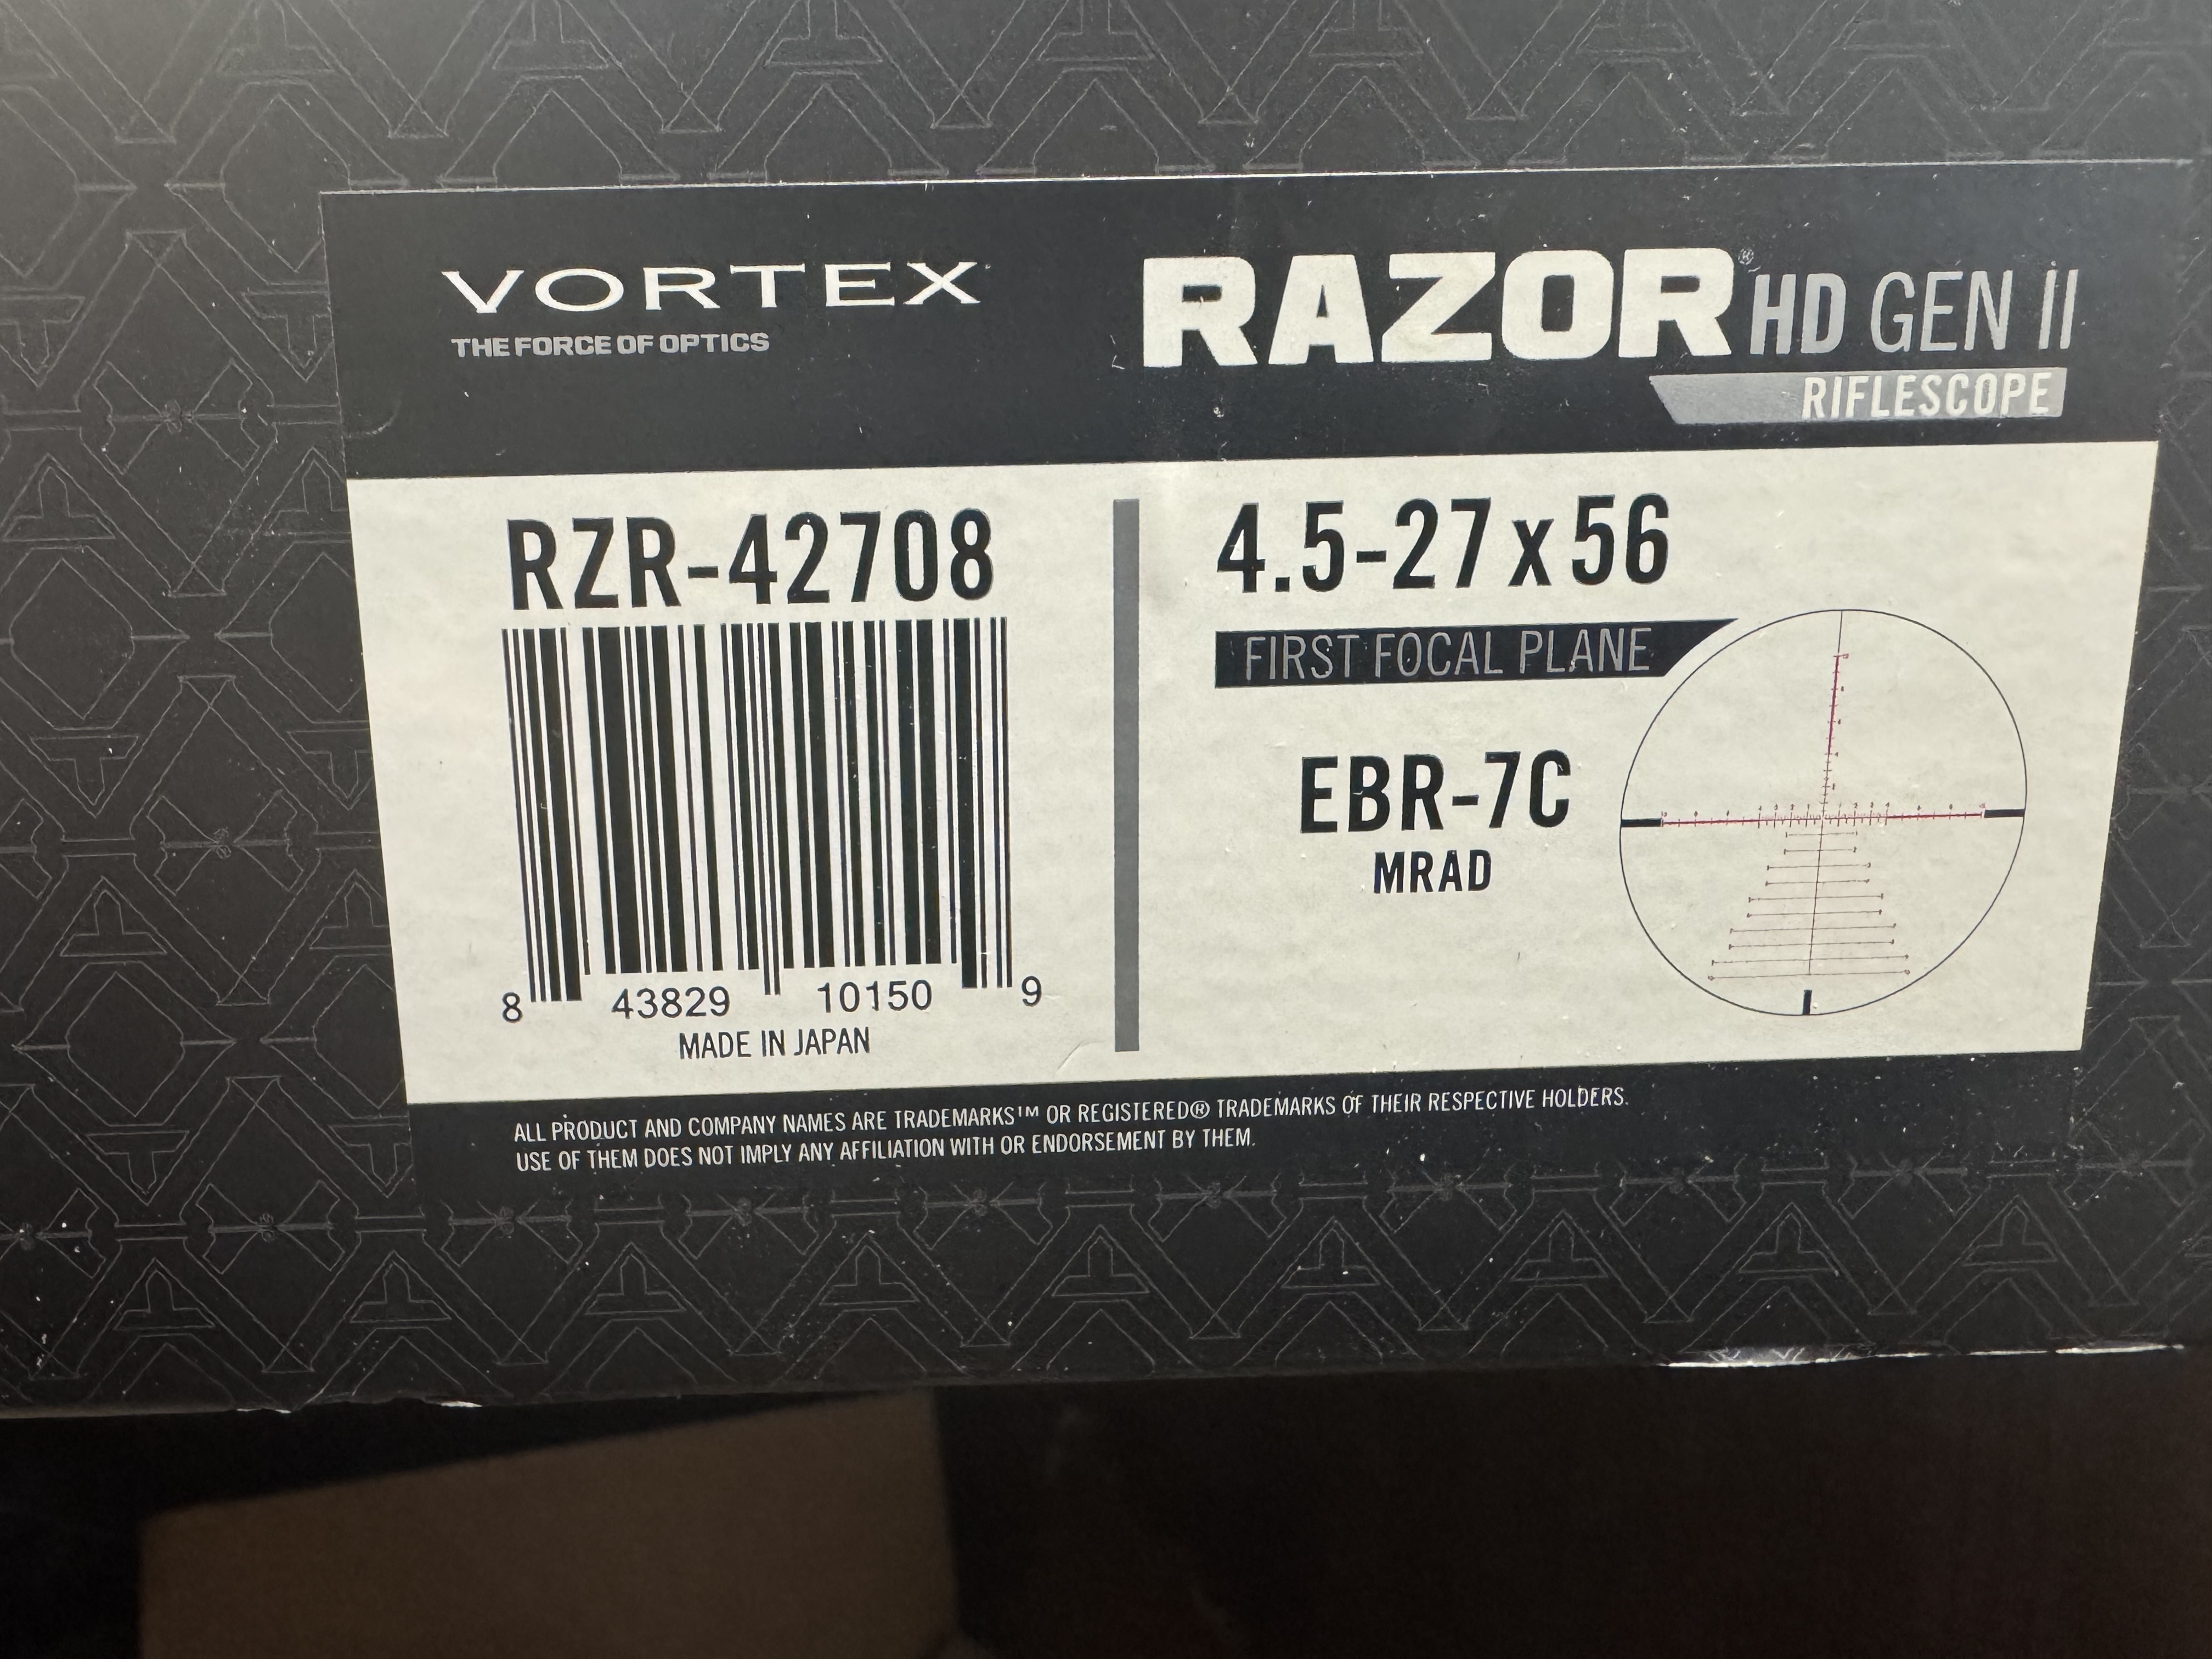 VORTEX
THE FORCE OF OPTICS
RAZOR® HD GEN II
RIFLESCOPE
RZR-42708
8 43829 10150 9
MADE IN JAPAN
4.5-27x56
FIRST FOCAL PLANE
EBR-7C
MRAD
ALL PRODUCT AND COMPANY NAMES ARE TRADEMARKS™ OR REGISTERED® TRADEMARKS OF THEIR RESPECTIVE HOLDERS.
USE OF THEM DOES NOT IMPLY ANY AFFILIATION WITH OR ENDORSEMENT BY THEM.